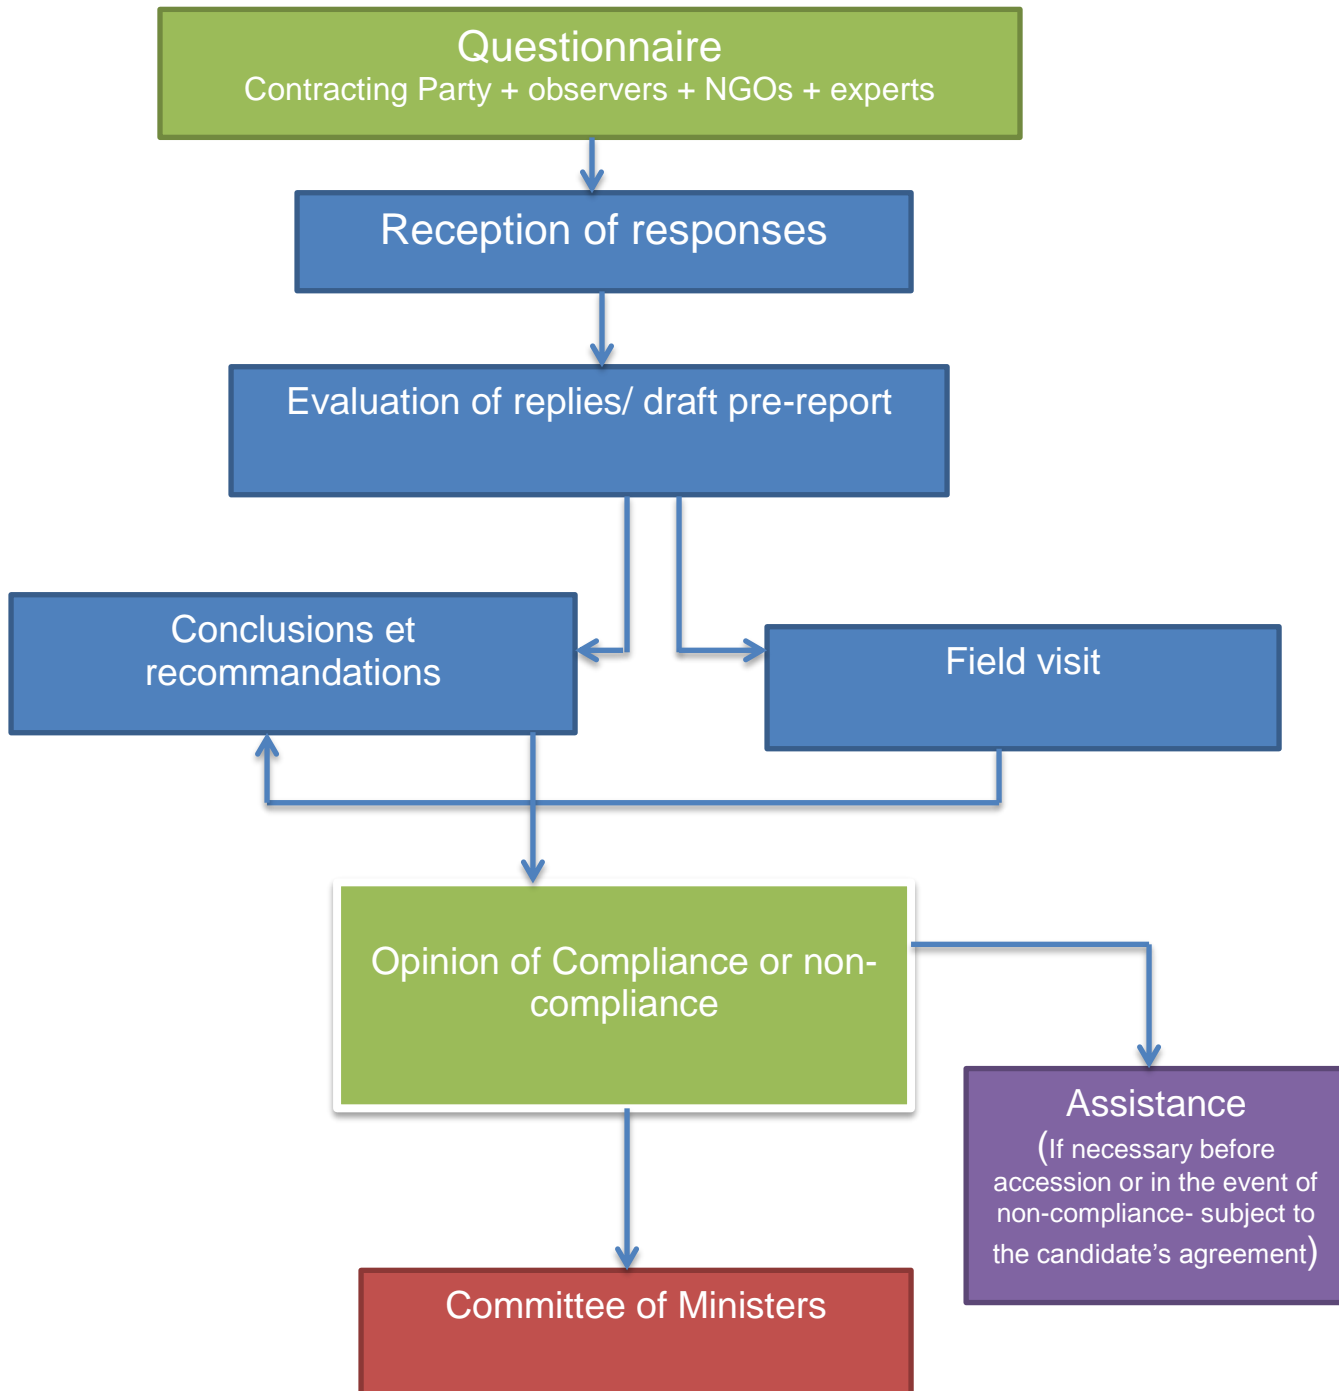 Questionnaire
Contracting Party + observers + NGOs + experts
Reception of responses
Evaluation of replies/ draft pre-report
Conclusions et
recommandations
Field visit
Opinion of Compliance or non-
compliance
Assistance
(If necessary before
accession or in the event of
non-compliance- subject to
the candidate’s agreement)
Committee of Ministers